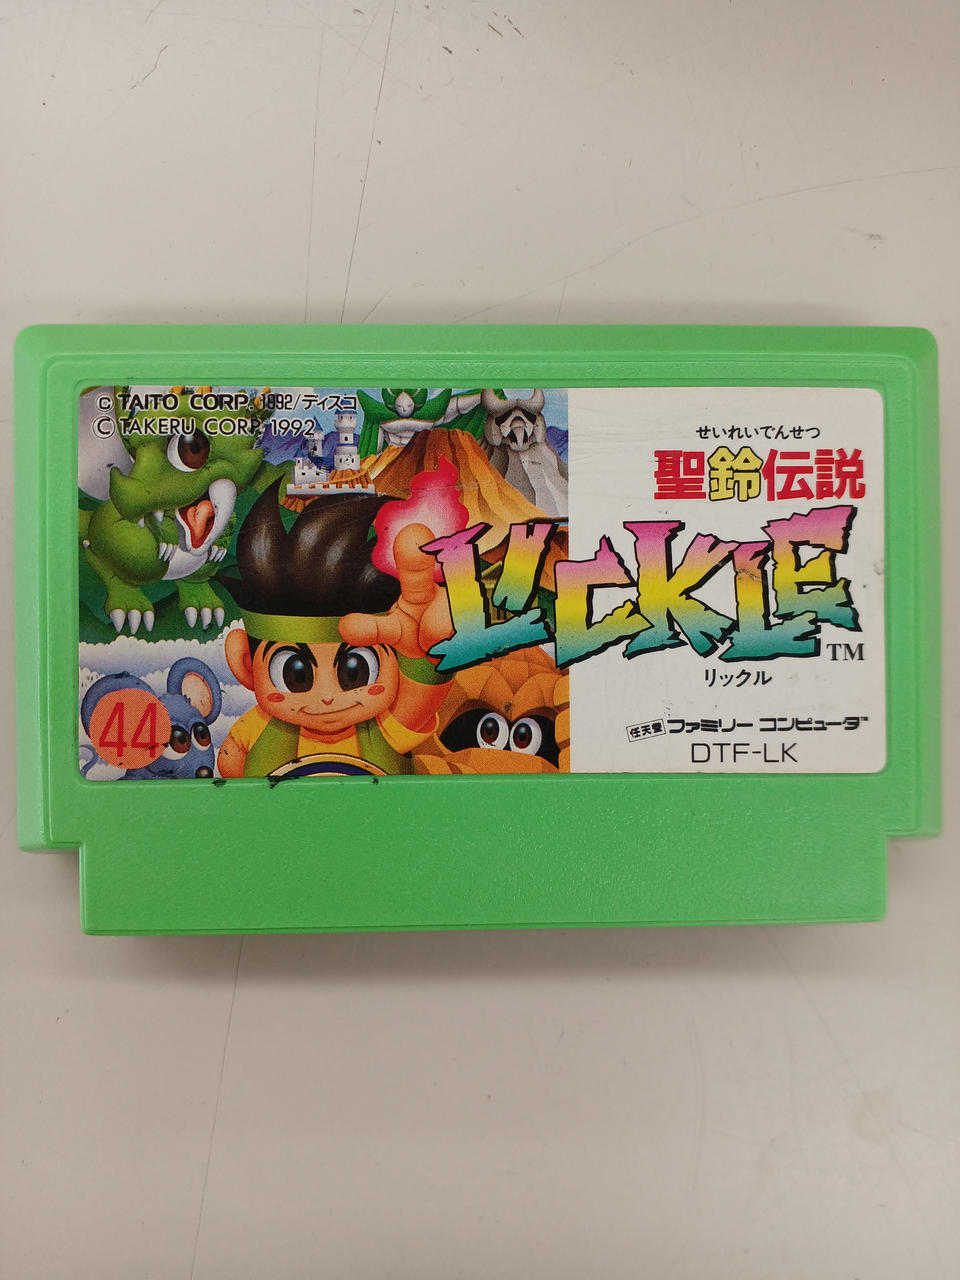 © TAITO CORP. 1992/ディスコ
© TAKERU CORP. 1992
せいれいでんせつ
聖鈴伝説
LICKLE
TM
リックル
44
任天堂 ファミリー コンピュータ™
DTF-LK